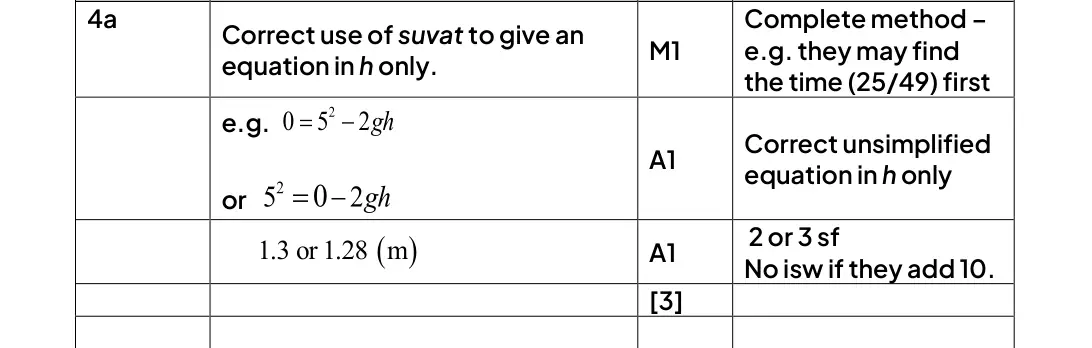 4a
Correct use of suvat to give an
equation in h only.
M1
Complete method –
e.g. they may find
the time (25/49) first
e.g. 0 = 5² − 2gh
or 5² = 0 − 2gh
A1
Correct unsimplified
equation in h only
1.3 or 1.28 (m)
A1
2 or 3 sf
No isw if they add 10.
[3]